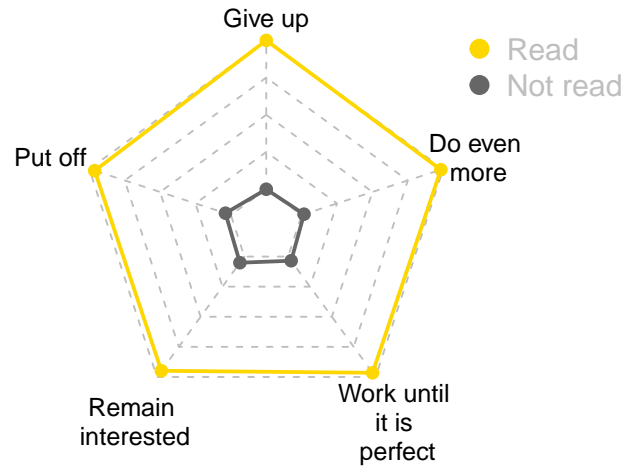 Give up
Read
Not read
Put off
Do even
more
Remain
interested
Work until
it is
perfect